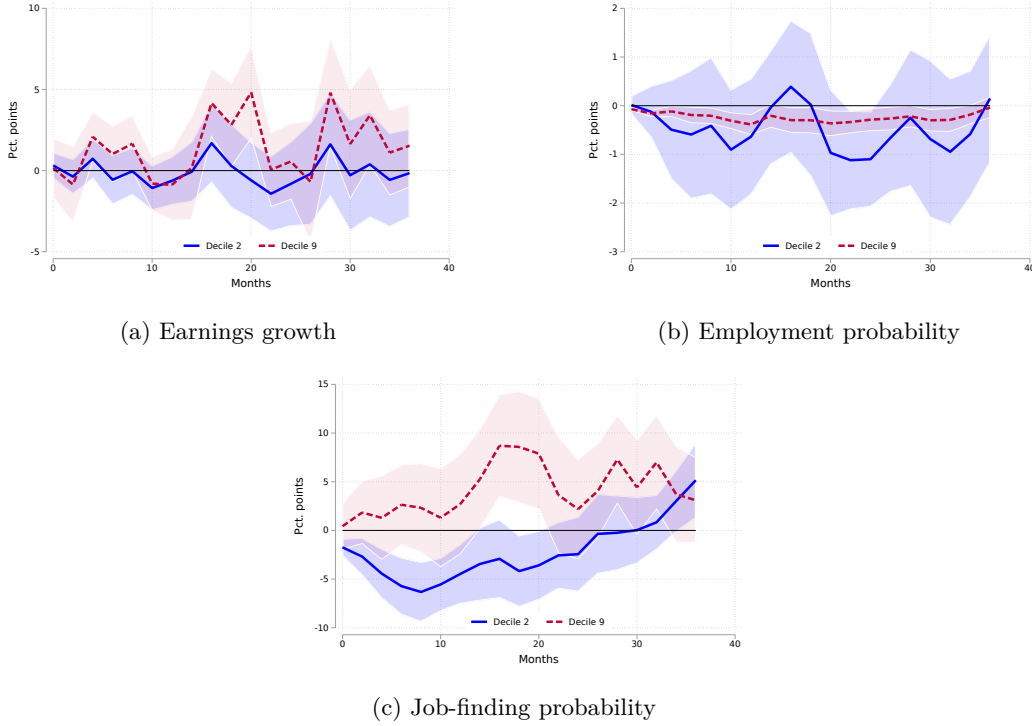 10
5
0
-5
Pct. points
0
10
20
30
40
Months
Decile 2
Decile 9
(a) Earnings growth
2
1
0
-1
-2
-3
Pct. points
0
10
20
30
40
Months
Decile 2
Decile 9
(b) Employment probability
15
10
5
0
-5
-10
Pct. points
0
10
20
30
40
Months
Decile 2
Decile 9
(c) Job-finding probability